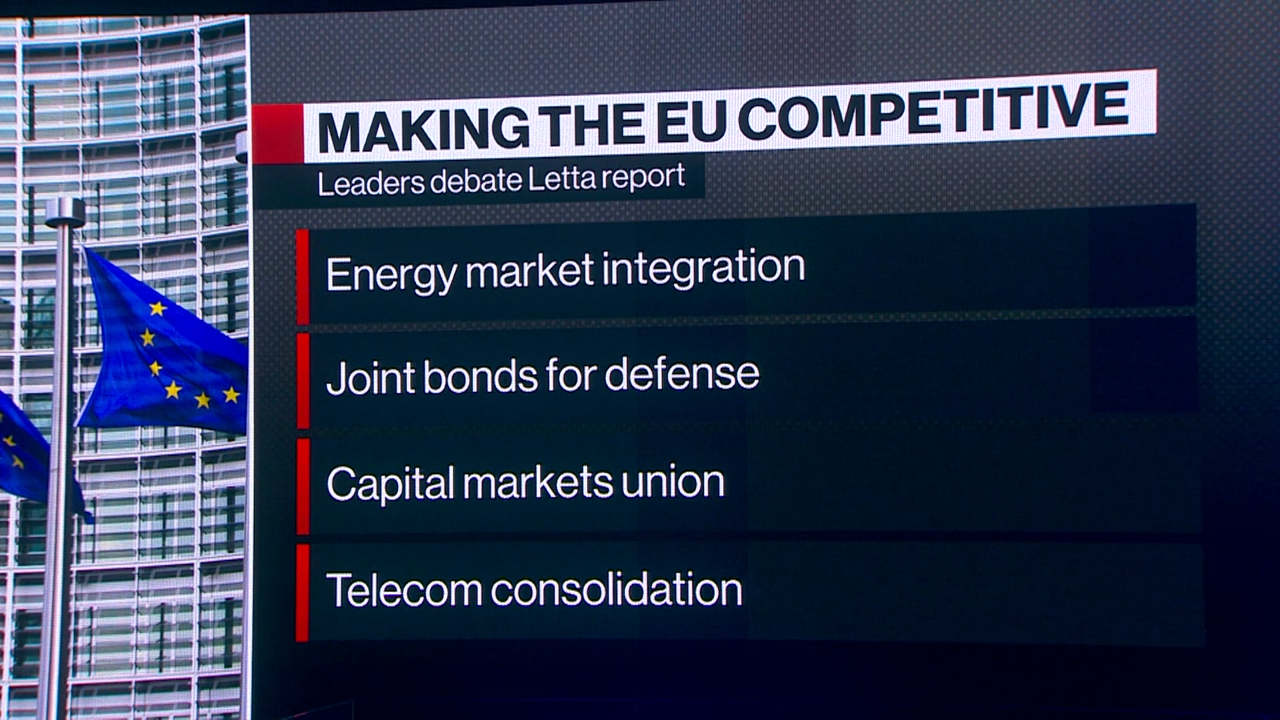 MAKING THE EU COMPETITIVE
Leaders debate Letta report
Energy market integration
Joint bonds for defense
Capital markets union
Telecom consolidation